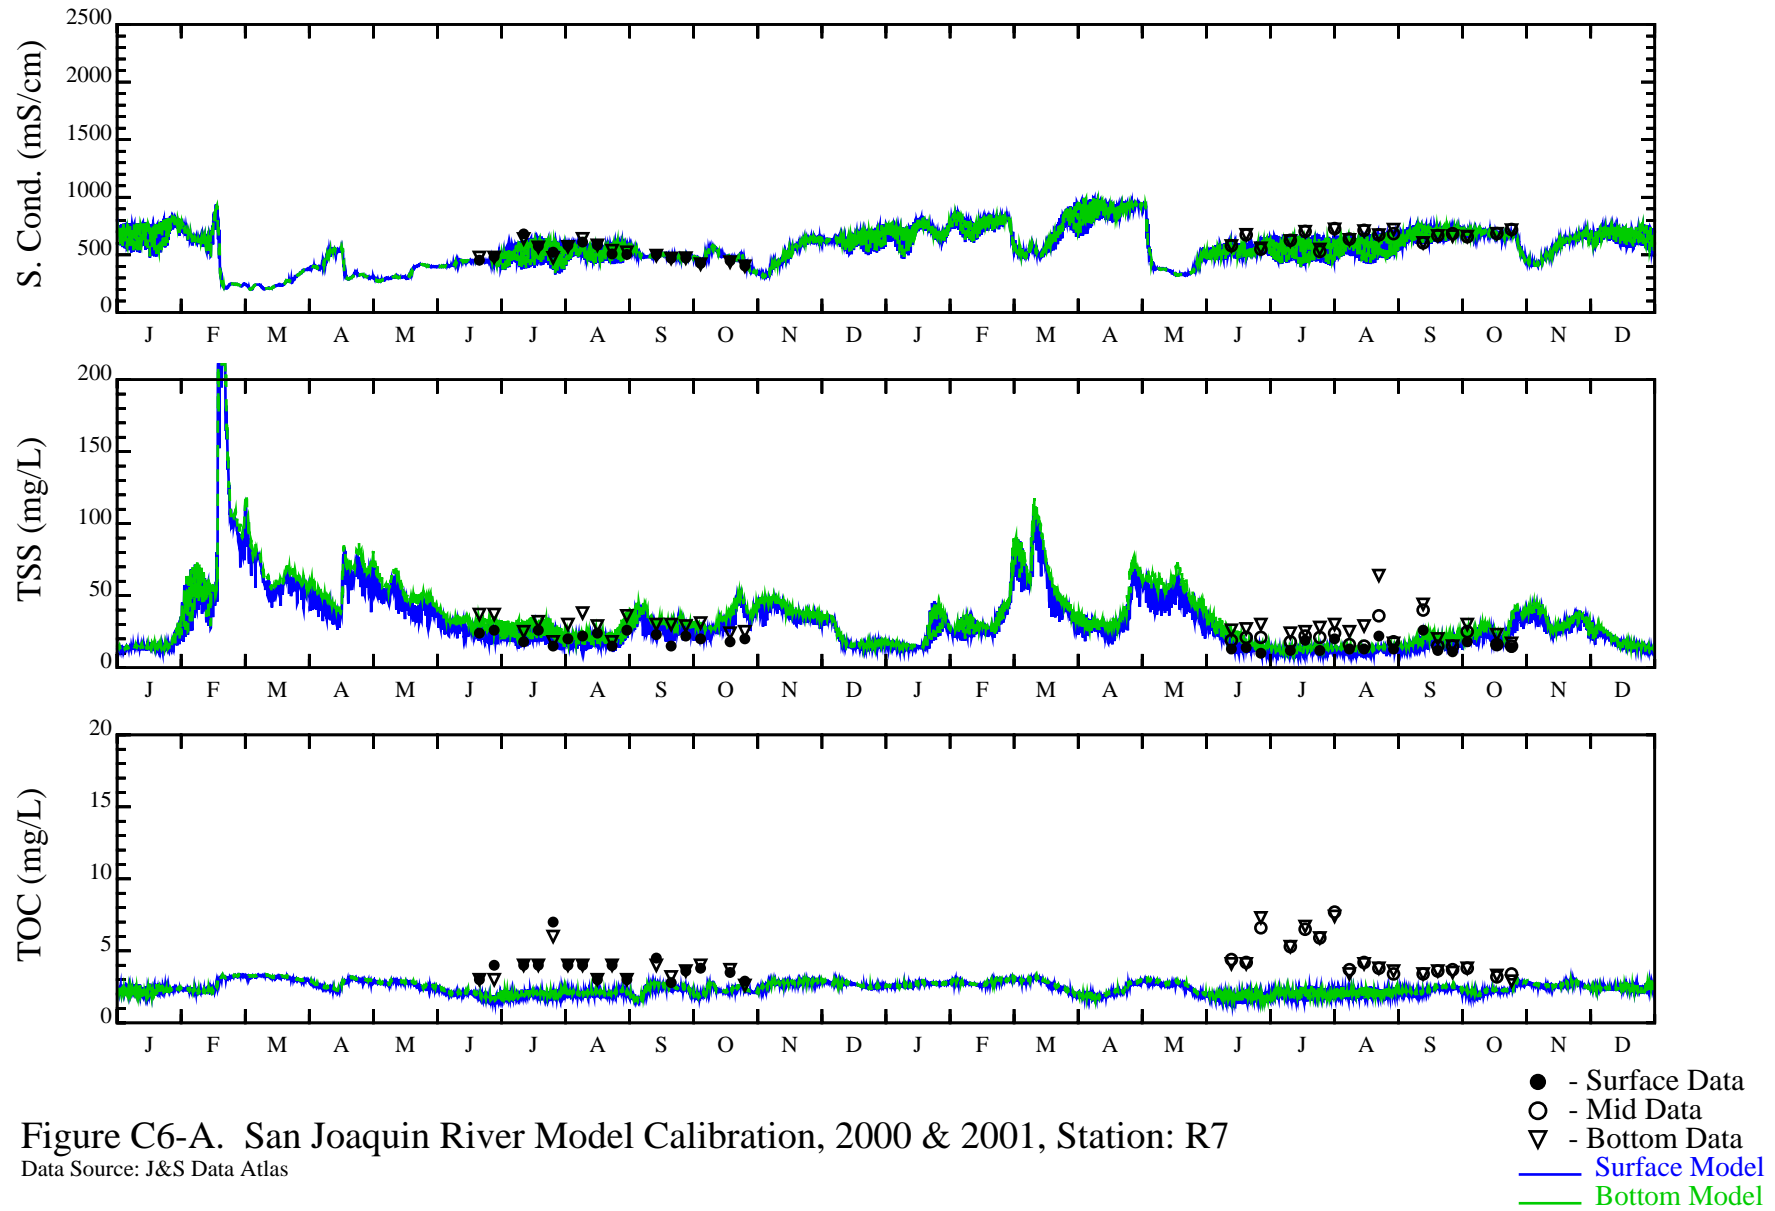 S. Cond. (mS/cm)
2500
2000
1500
1000
500
0
J F M A M J J A S O N D J F M A M J J A S O N D
TSS (mg/L)
200
150
100
50
0
J F M A M J J A S O N D J F M A M J J A S O N D
TOC (mg/L)
20
15
10
5
0
J F M A M J J A S O N D J F M A M J J A S O N D
- Surface Data
- Mid Data
- Bottom Data
Surface Model
Bottom Model
Figure C6-A. San Joaquin River Model Calibration, 2000 & 2001, Station: R7
Data Source: J&S Data Atlas